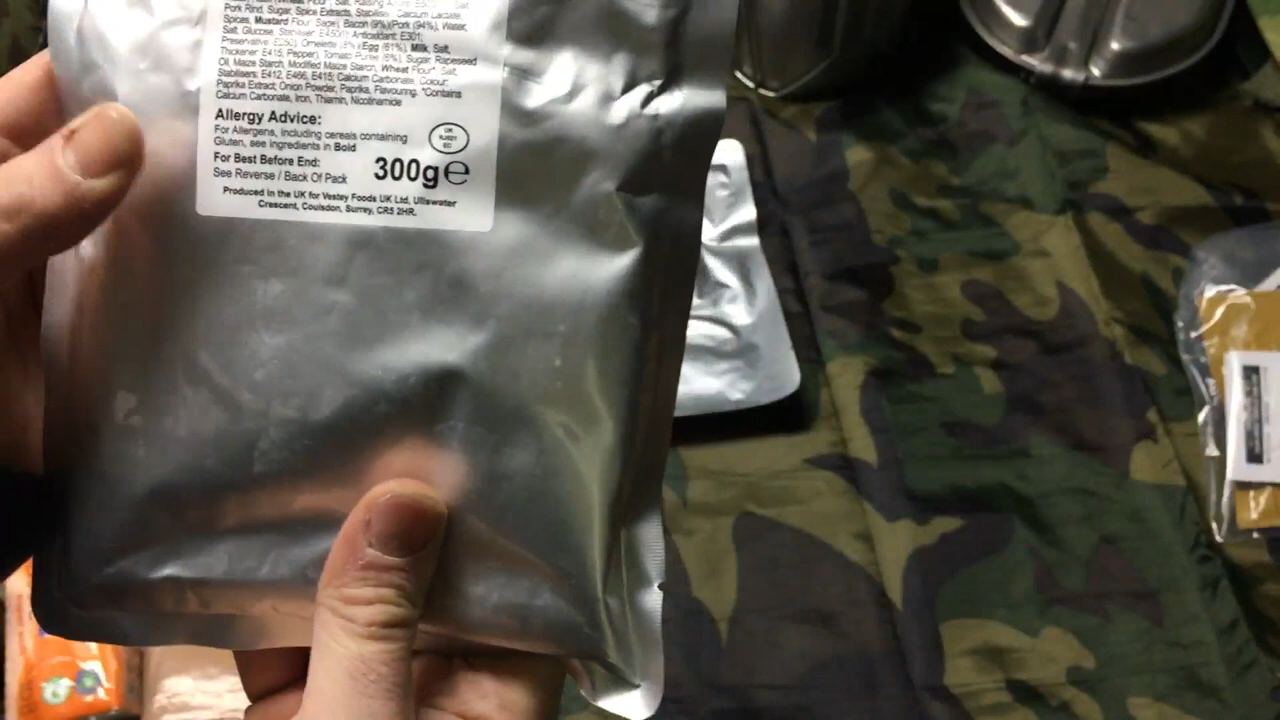 Pork Rind, Sugar, Spice Extracts, Stabiliser: Calcium Lactate,
Spices, Mustard Flour, Sage), Bacon (9%)(Pork (94%), Water,
Salt, Glucose, Stabiliser: E450(i), Antioxidant: E301,
Preservative: E250), Omelette (8%)(Egg (61%), Milk, Salt,
Thickener: E415, Pepper), Tomato Puree (6%), Sugar, Rapeseed
Oil, Maize Starch, Modified Maize Starch, Wheat Flour*, Salt,
Stabilisers: E412, E466, E415; Calcium Carbonate, Colour:
Paprika Extract; Onion Powder, Paprika, Flavouring. *Contains
Calcium Carbonate, Iron, Thiamin, Nicotinamide
Allergy Advice:
For Allergens, including cereals containing
Gluten, see ingredients in Bold
UK
EC
For Best Before End:
See Reverse / Back Of Pack
300g e
Produced in the UK for Vestey Foods UK Ltd, Ullswater
Crescent, Coulsdon, Surrey, CR5 2HR.